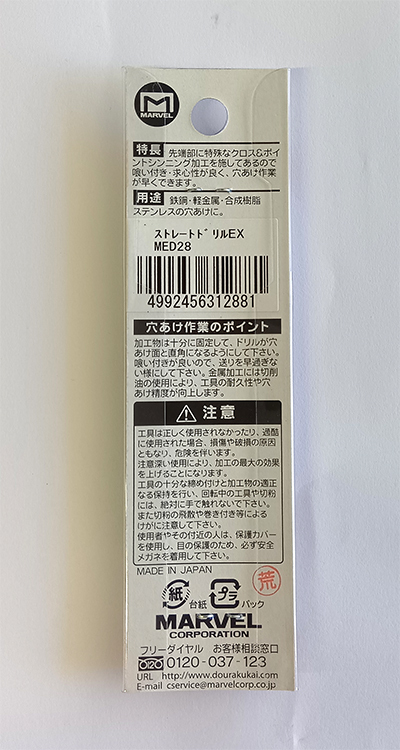 M
MARVEL
特長 先端部に特殊なクロス&ポイ
ントシンニング加工を施してあるので
喰い付き・求心性が良く、穴あけ作業
が早くできます。
用途 鉄鋼・軽金属・合成樹脂
ステンレスの穴あけに。
ストレートドリルEX
MED28
4992456312881
穴あけ作業のポイント
加工物は十分に固定して、ドリルが穴
あけ面と直角になるようにして下さい。
喰い付きが良いので、送りを早過ぎな
い様にして下さい。金属加工には切削
油の使用により、工具の耐久性や穴
あけ精度が向上します。
注意
工具は正しく使用されなかったり、過酷
に使用された場合、損傷や破損の原因
ともなり、危険を伴います。
注意深い使用により、加工の最大の効果
を上げることになります。
工具の十分な締め付けと加工物の適正
な保持を行い、回転中の工具や切粉
には、絶対に手で触れないで下さい。
また切粉の飛散や巻き付き等による
けがに注意して下さい。
使用者やその付近の人は、保護カバー
を使用し、目の保護のため、必ず安全
メガネを着用して下さい。
MADE IN JAPAN
荒
紙 台紙 プラ パック
MARVEL
CORPORATION
フリーダイヤル お客様相談窓口
0120-037-123
URL http://www.dourakukai.com
E-mail cservice@marvelcorp.co.jp